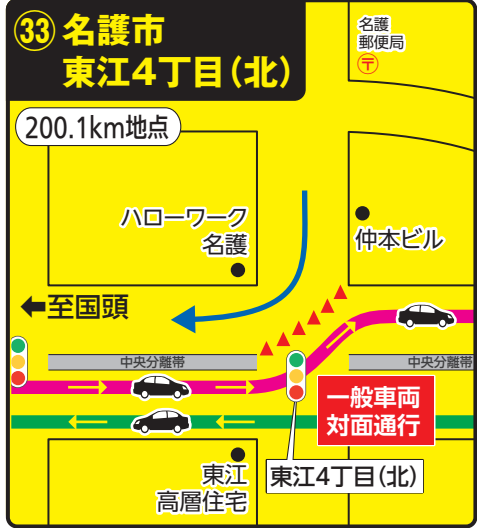 ㉝ 名護市
東江4丁目(北)
名護
郵便局
〒
200.1km地点
ハローワーク
名護
仲本ビル
⬅至国頭
中央分離帯
中央分離帯
一般車両
対面通行
東江
高層住宅
東江4丁目(北)